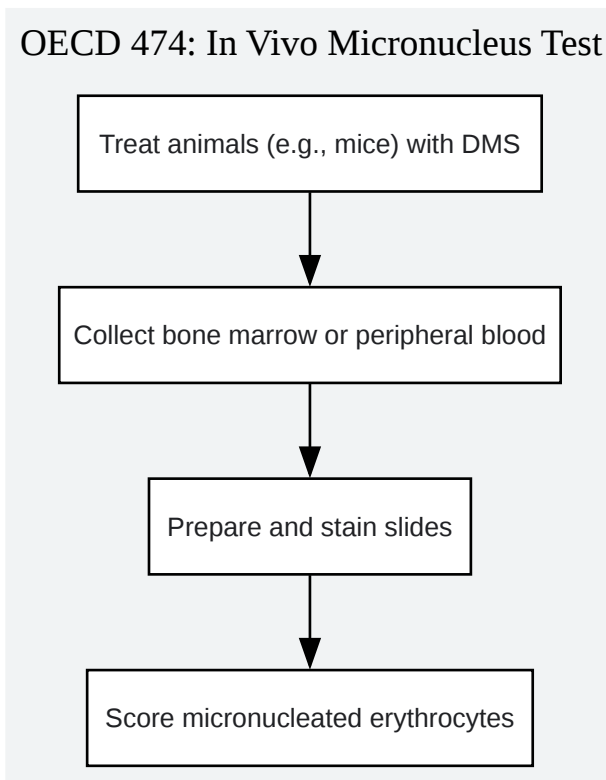 OECD 474: In Vivo Micronucleus Test
Treat animals (e.g., mice) with DMS
Collect bone marrow or peripheral blood
Prepare and stain slides
Score micronucleated erythrocytes